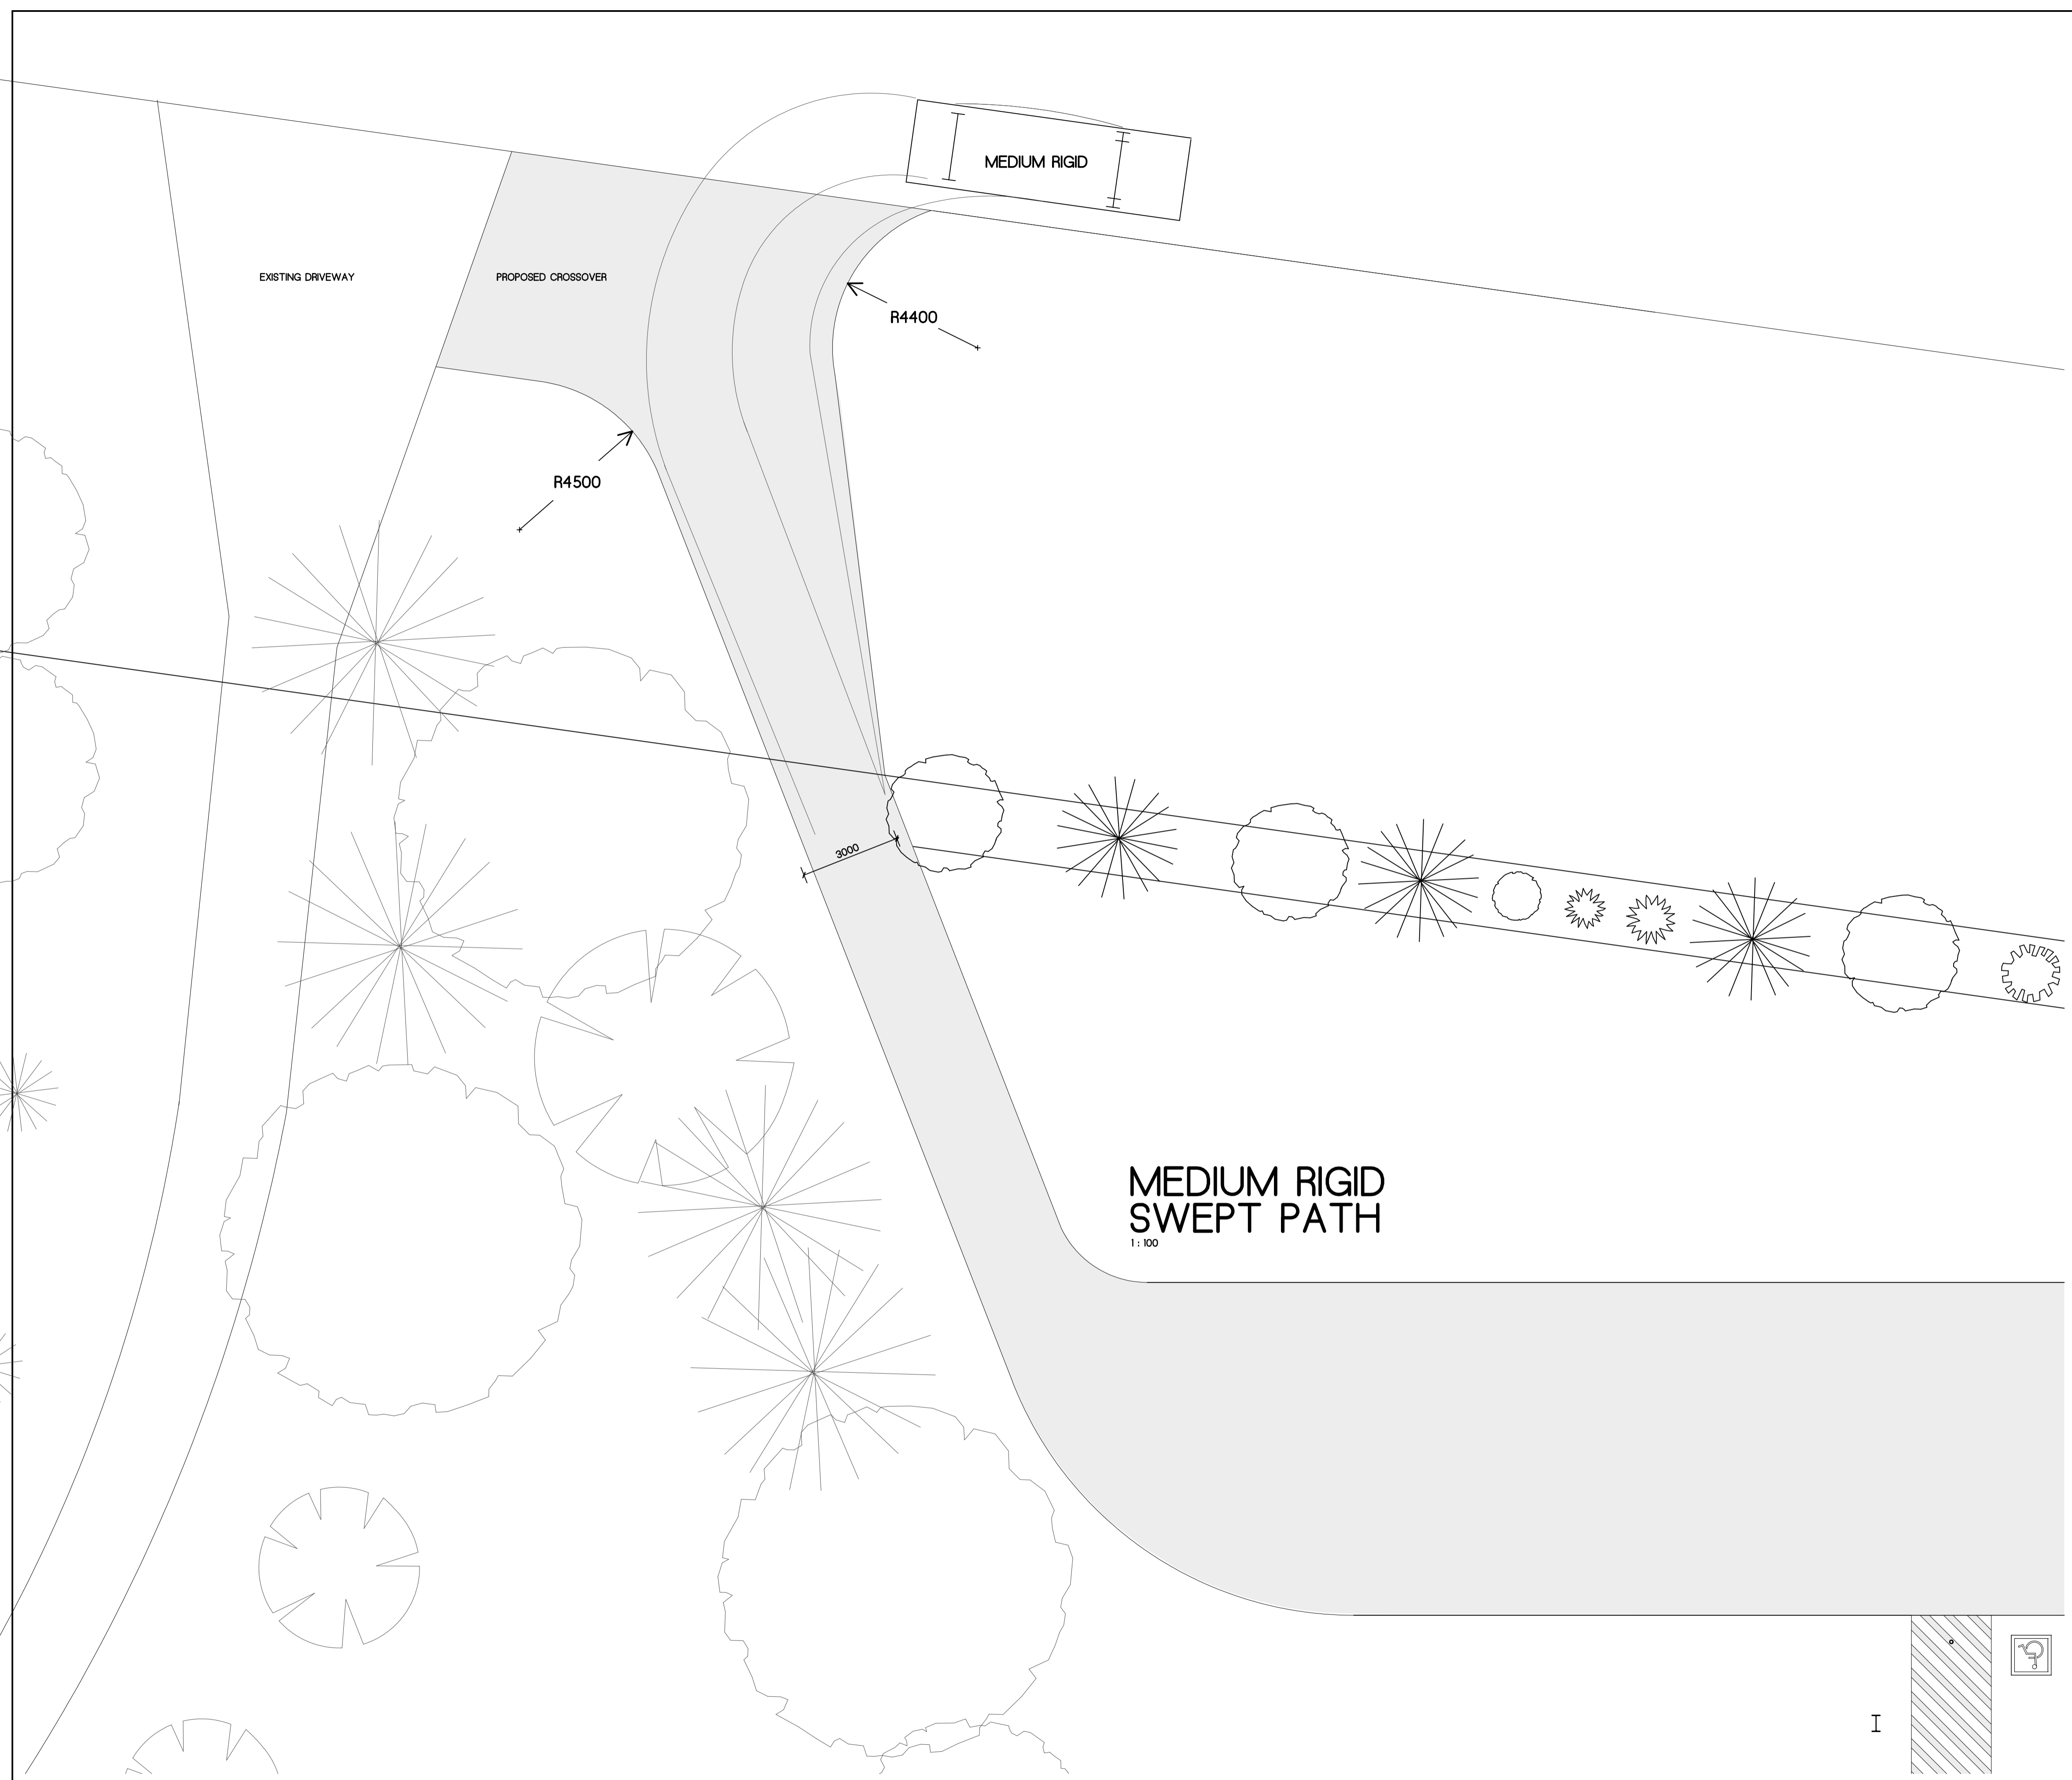 MEDIUM RIGID
EXISTING DRIVEWAY
PROPOSED CROSSOVER
R4400
R4500
3000
MEDIUM RIGID
SWEPT PATH
1 : 100